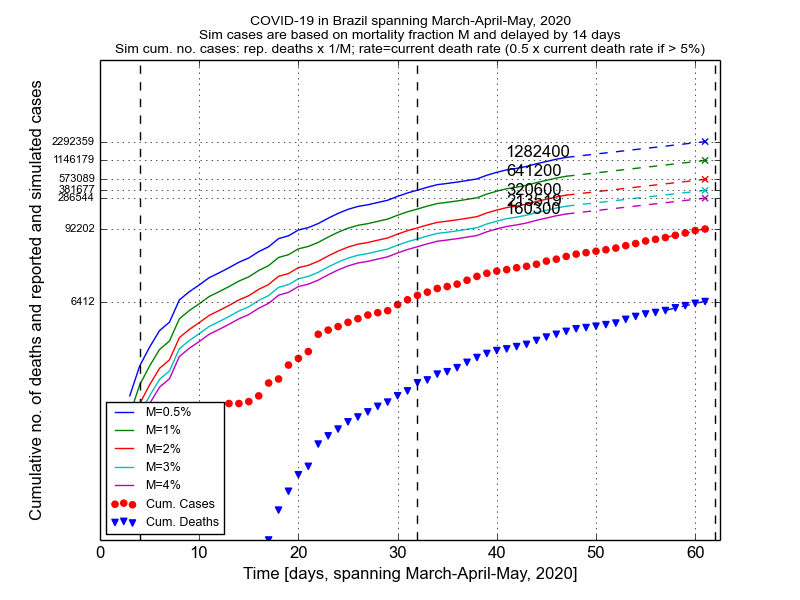 COVID-19 in Brazil spanning March-April-May, 2020
Sim cases are based on mortality fraction M and delayed by 14 days
Sim cum. no. cases: rep. deaths x 1/M; rate=current death rate (0.5 x current death rate if > 5%)
Cumulative no. of deaths and reported and simulated cases
2292359
1146179
573089
381677
286544
92202
6412
1282400
641200
320600
213519
160300
M=0.5%
M=1%
M=2%
M=3%
M=4%
Cum. Cases
Cum. Deaths
0 10 20 30 40 50 60
Time [days, spanning March-April-May, 2020]